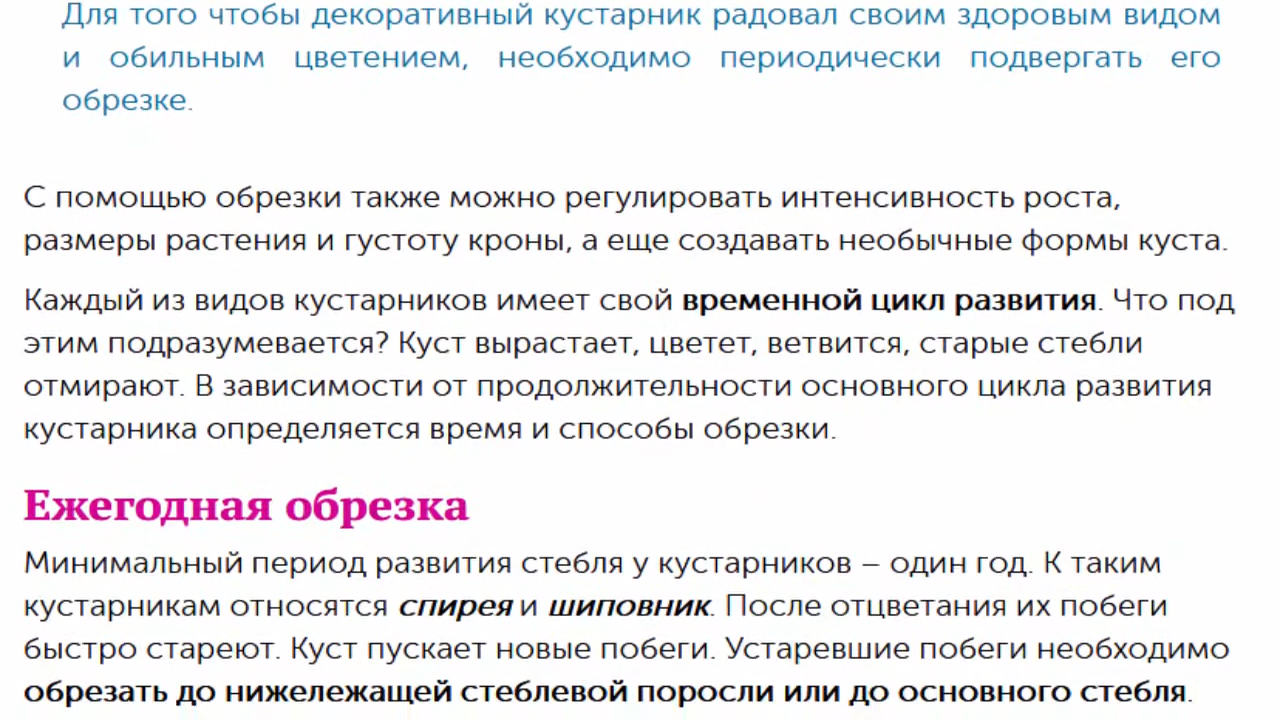 Для того чтобы декоративный кустарник радовал своим здоровым видом
и обильным цветением, необходимо периодически подвергать его
обрезке.
С помощью обрезки также можно регулировать интенсивность роста,
размеры растения и густоту кроны, а еще создавать необычные формы куста.
Каждый из видов кустарников имеет свой временной цикл развития. Что под
этим подразумевается? Куст вырастает, цветет, ветвится, старые стебли
отмирают. В зависимости от продолжительности основного цикла развития
кустарника определяется время и способы обрезки.
Ежегодная обрезка
Минимальный период развития стебля у кустарников – один год. К таким
кустарникам относятся спирея и шиповник. После отцветания их побеги
быстро стареют. Куст пускает новые побеги. Устаревшие побеги необходимо
обрезать до нижележащей стеблевой поросли или до основного стебля.